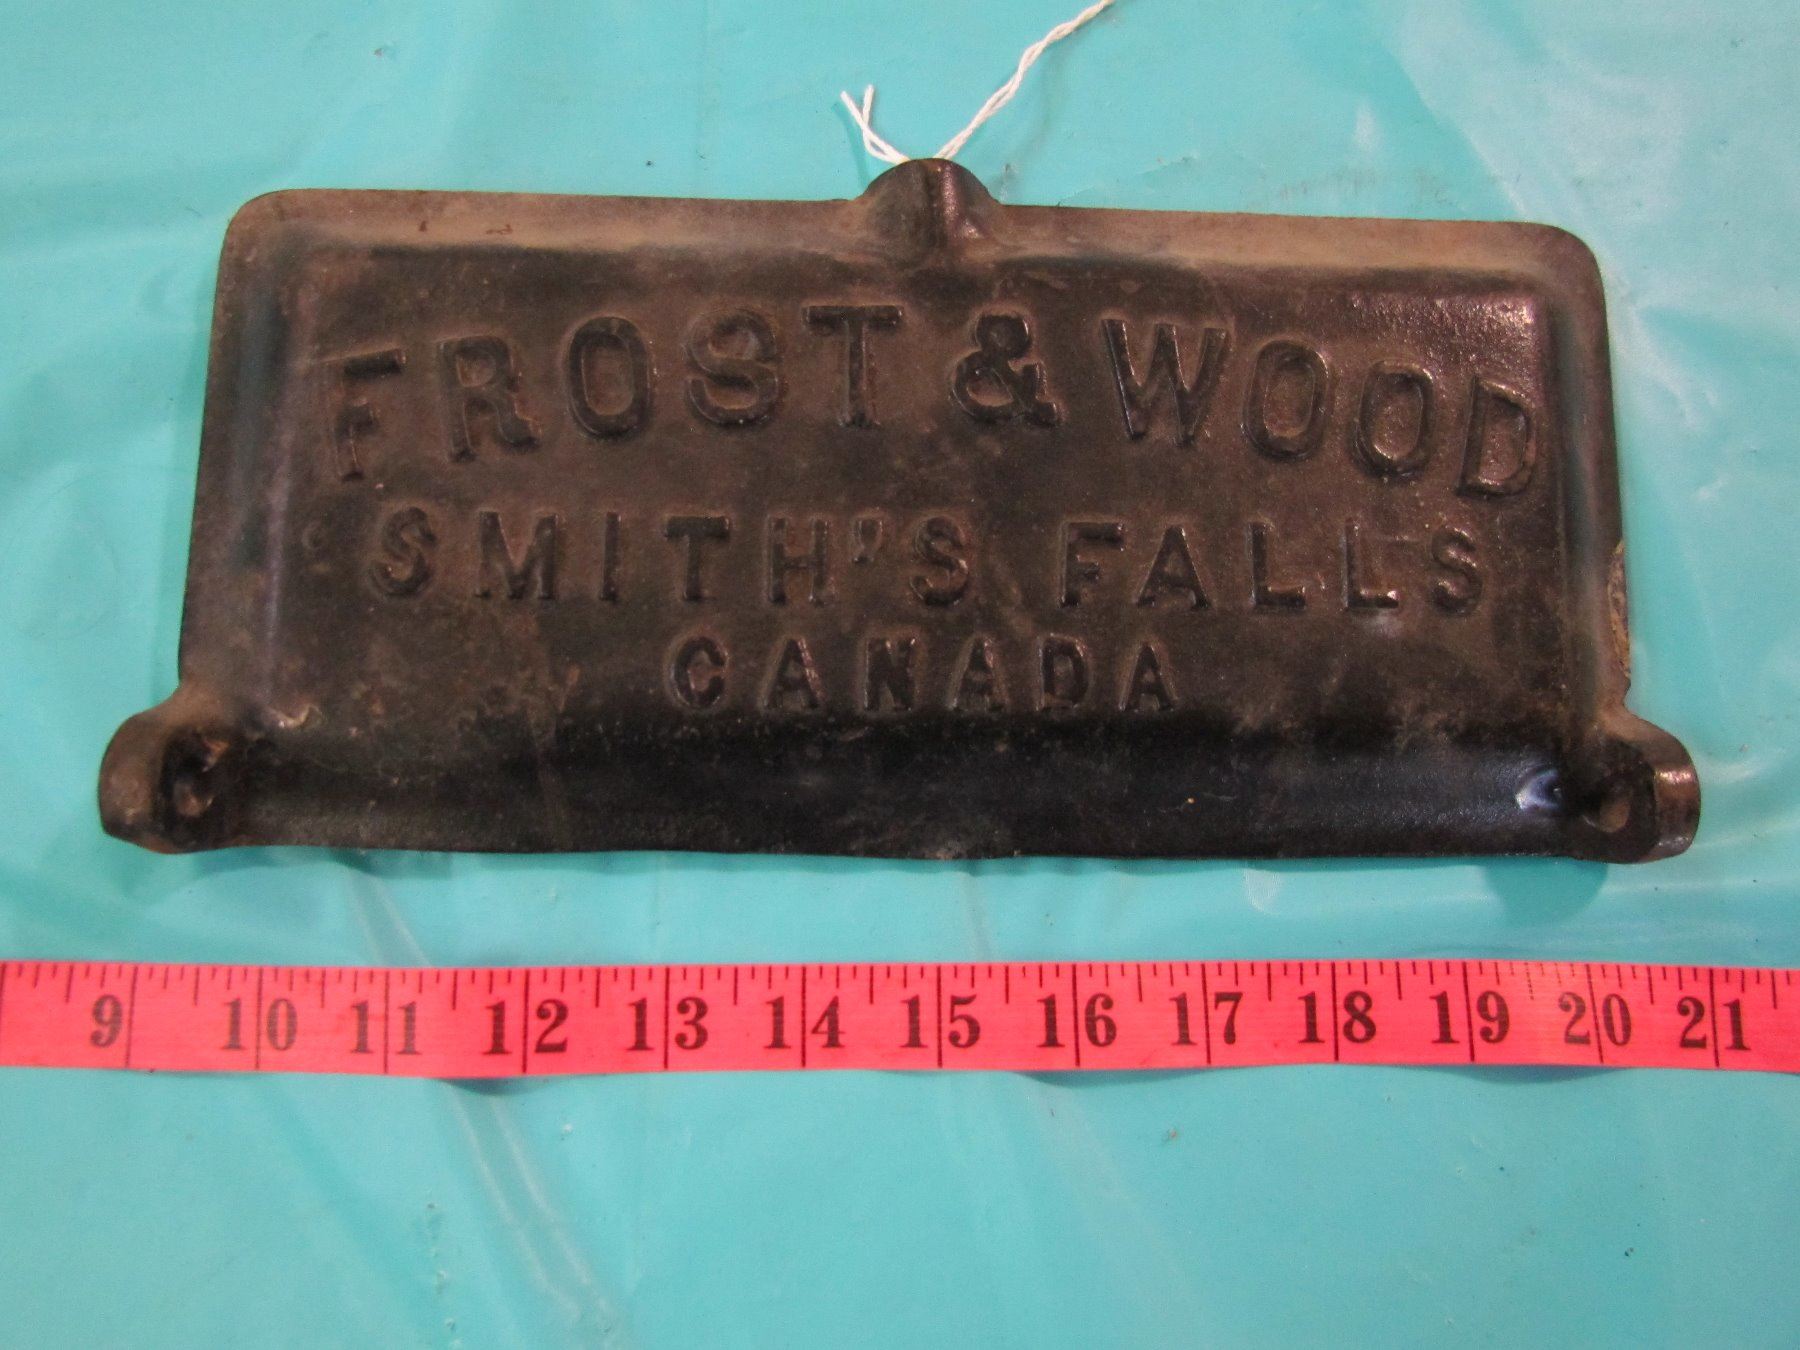 FROST & WOOD
SMITH'S FALLS
CANADA
9 10 11 12 13 14 15 16 17 18 19 20 21